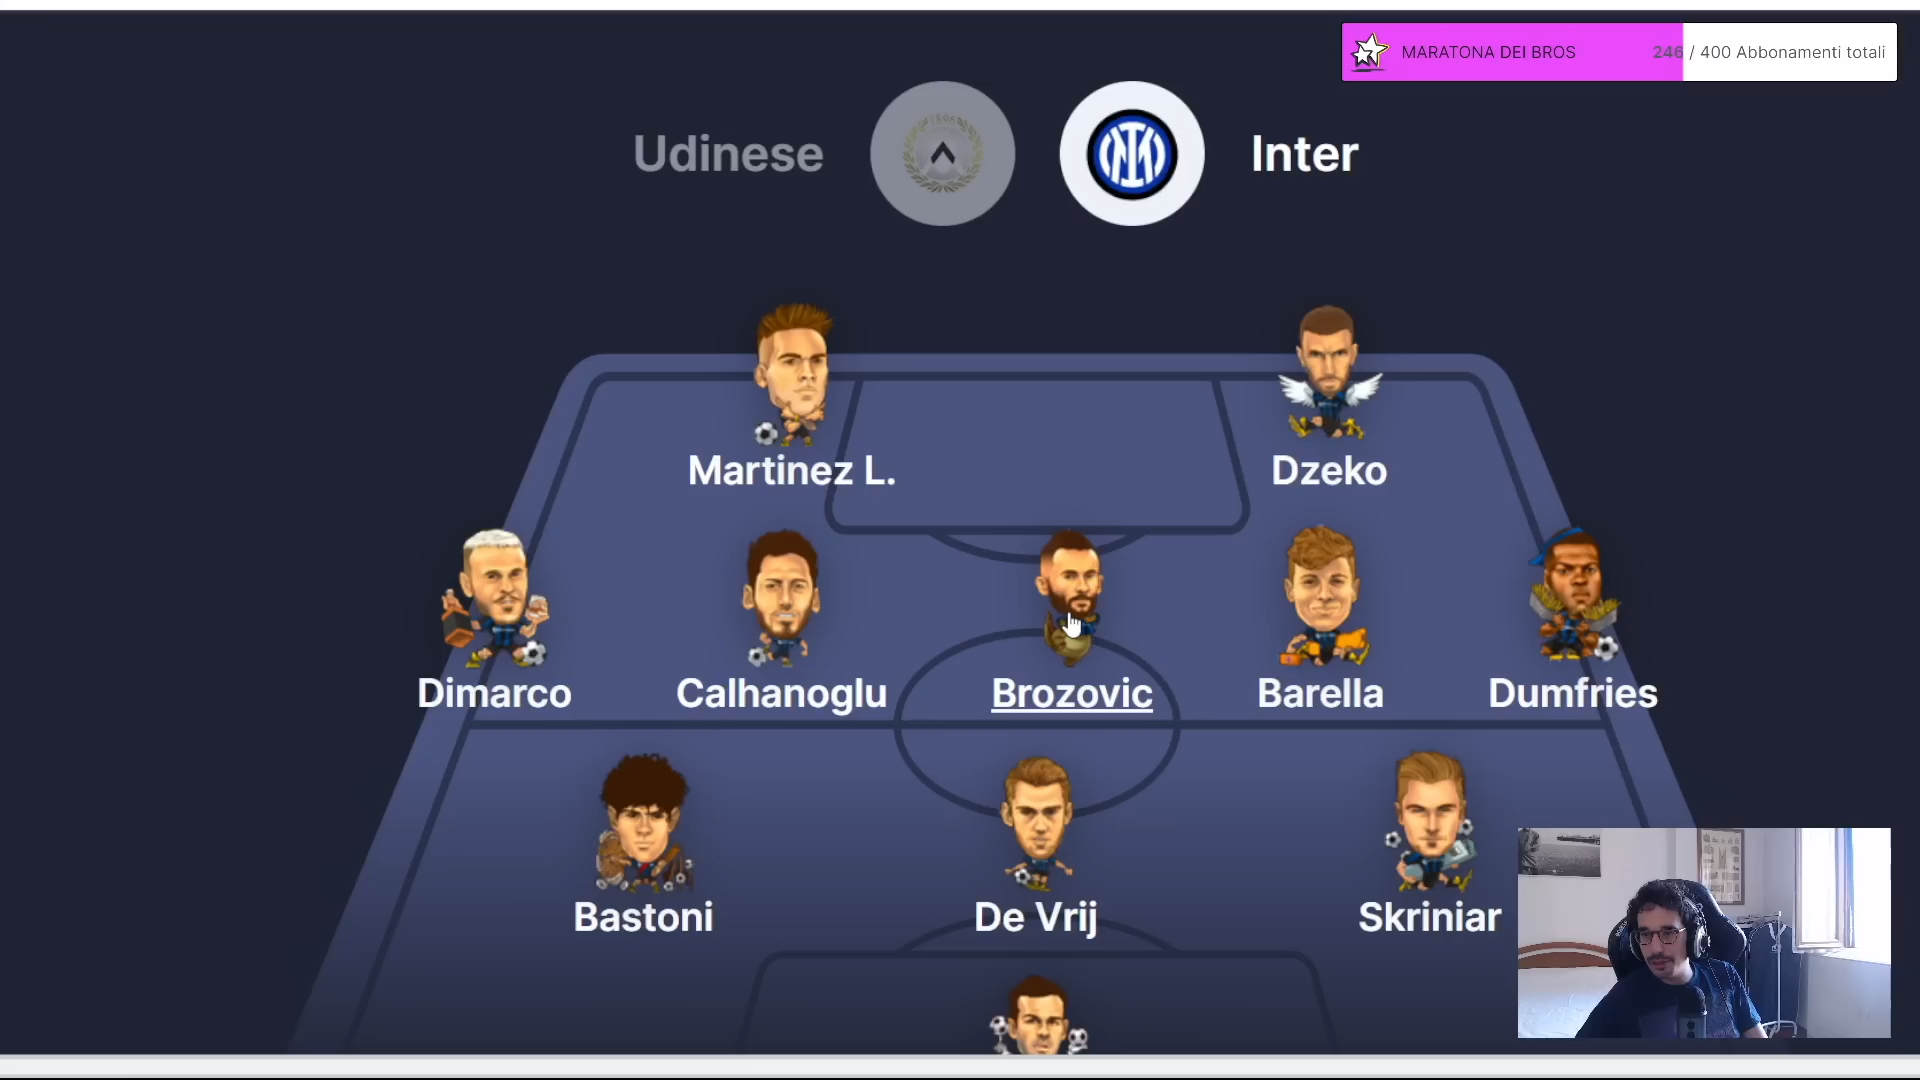 MARATONA DEI BROS 246 / 400 Abbonamenti totali
Udinese Inter
Martinez L. Dzeko
Dimarco Calhanoglu Brozovic Barella Dumfries
Bastoni De Vrij Skriniar